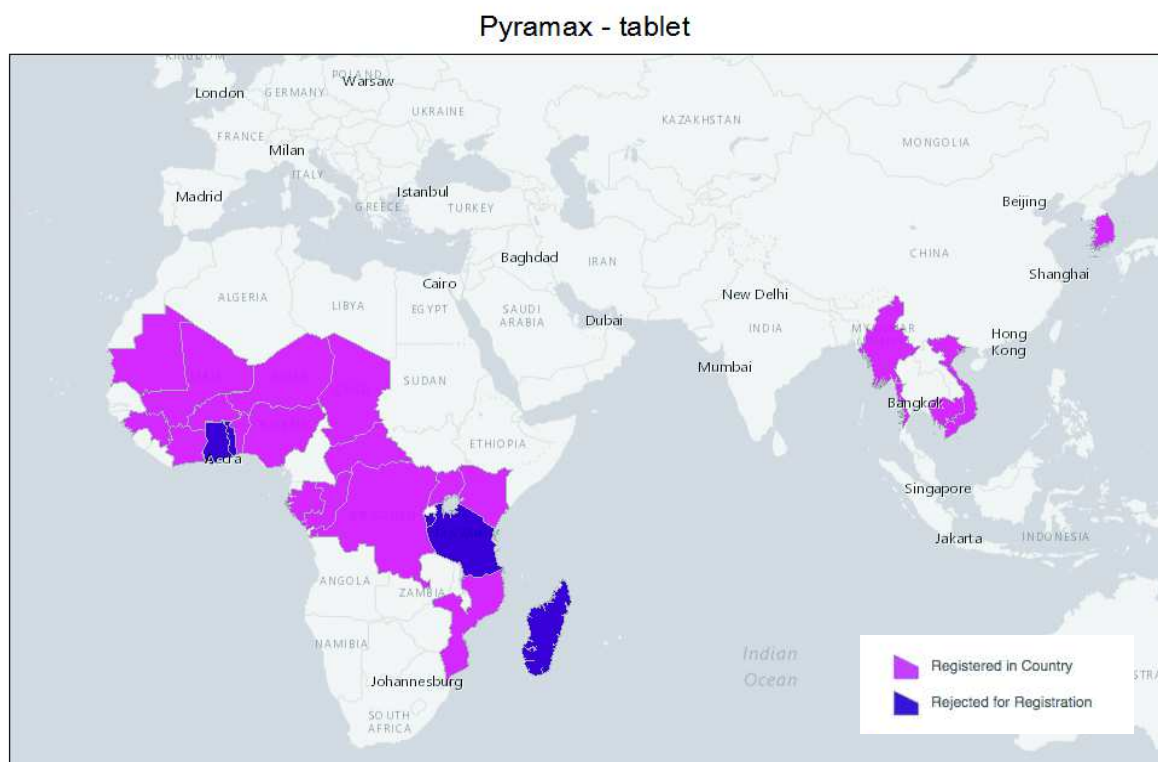 Pyramax - tablet
KINGDOM
London
GERMANY
POLAND
Warsaw
UKRAINE
KAZAKHSTAN
MONGOLIA
FRANCE
Milan
ITALY
Madrid
Istanbul
GREECE
TURKEY
Beijing
Baghdad
IRAN
CHINA
Cairo
Shanghai
ALGERIA
LIBYA
EGYPT
SAUDI
ARABIA
Dubai
New Delhi
INDIA
Hong
Kong
Mumbai
SUDAN
Bangkok
ETHIOPIA
Accra
Singapore
Jakarta
INDONESIA
ANGOLA
ZAMBIA
NAMIBIA
Johannesburg
SOUTH
AFRICA
Indian
Ocean
Registered in Country
Rejected for Registration